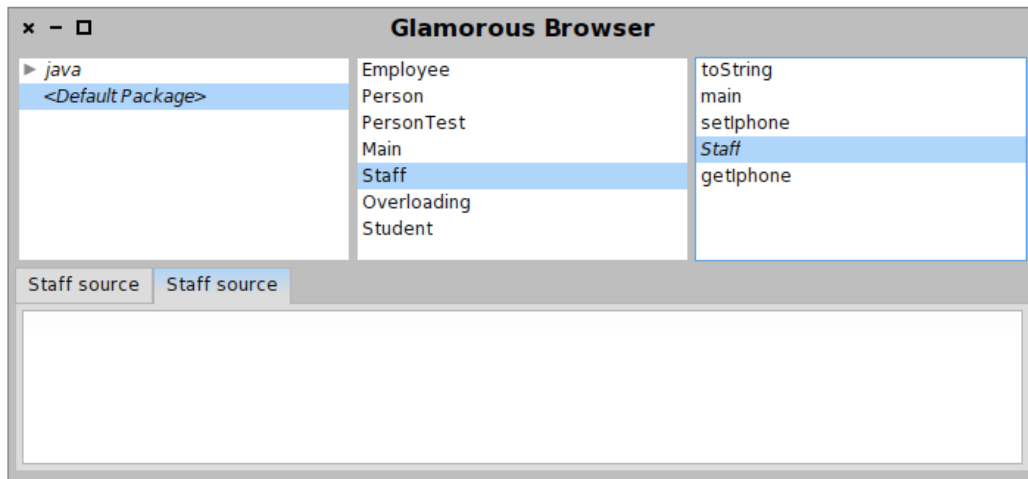 Glamorous Browser
java
<Default Package>
Employee
Person
PersonTest
Main
Staff
Overloading
Student
toString
main
setIphone
Staff
getIphone
Staff source
Staff source